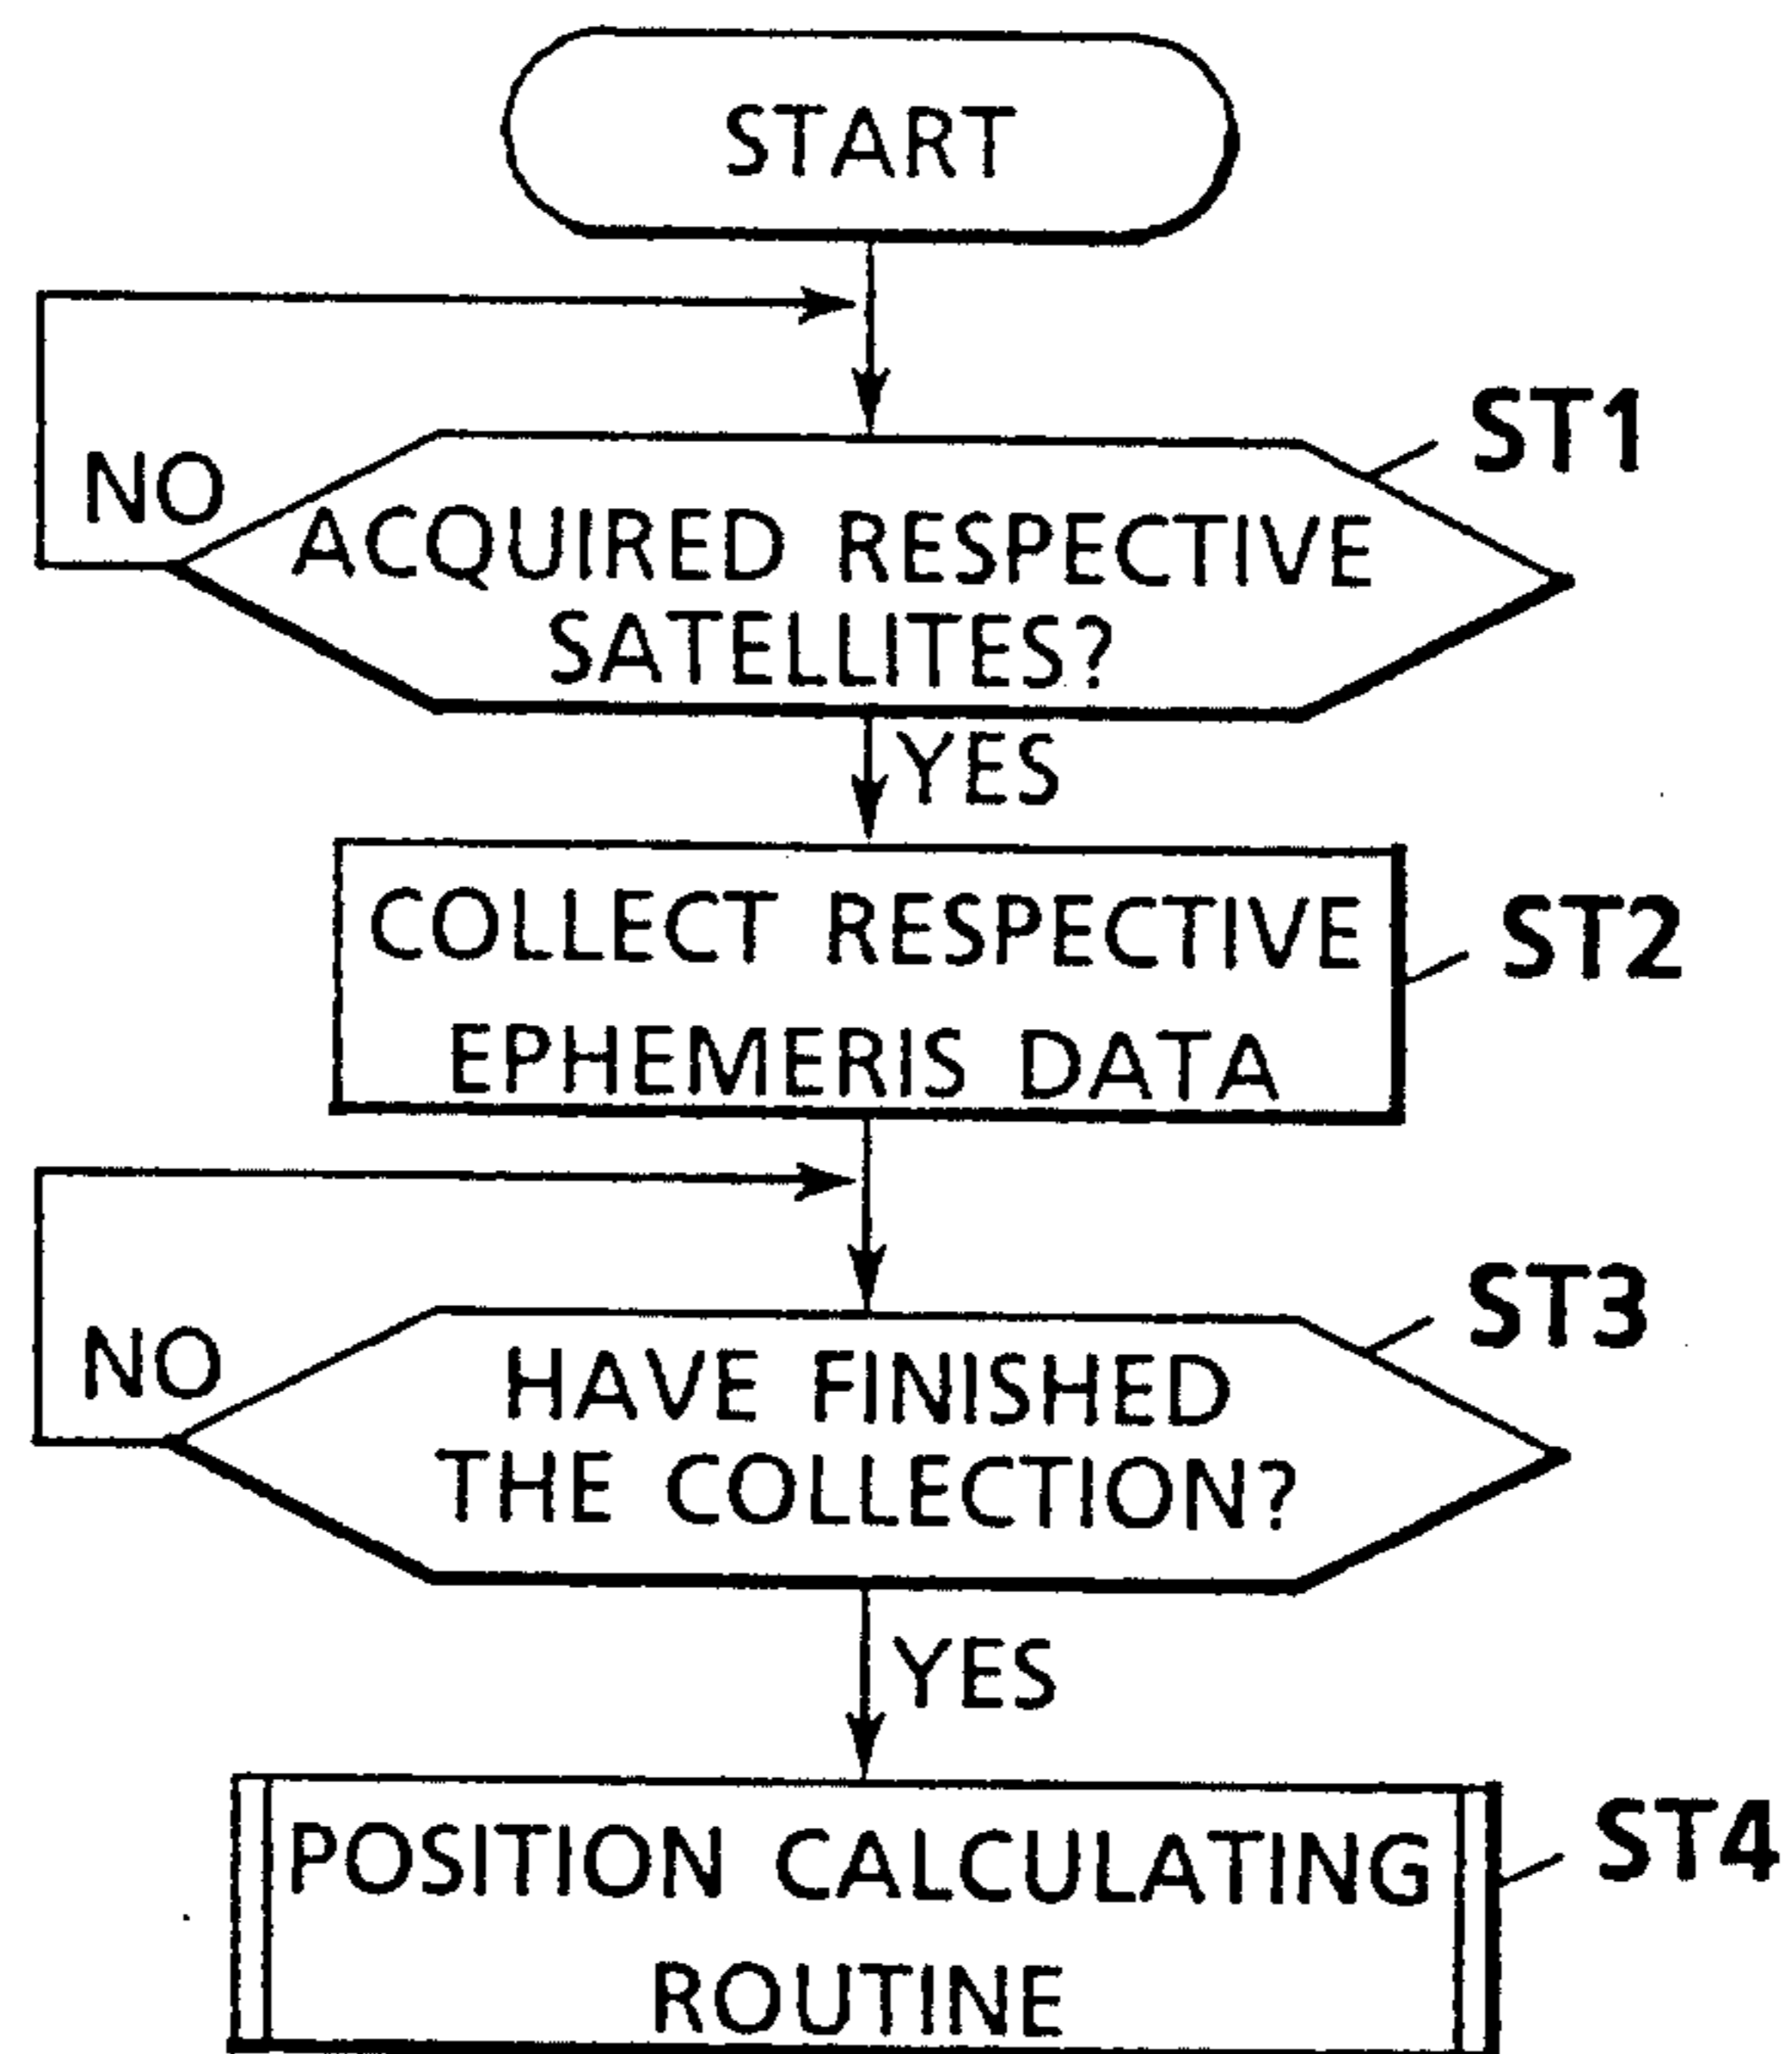 START
ST1
NO
ACQUIRED RESPECTIVE
SATELLITES?
YES
COLLECT RESPECTIVE
ST2
EPHEMERIS DATA
ST3
NO
HAVE FINISHED
THE COLLECTION?
YES
POSITION CALCULATING
ST4
ROUTINE